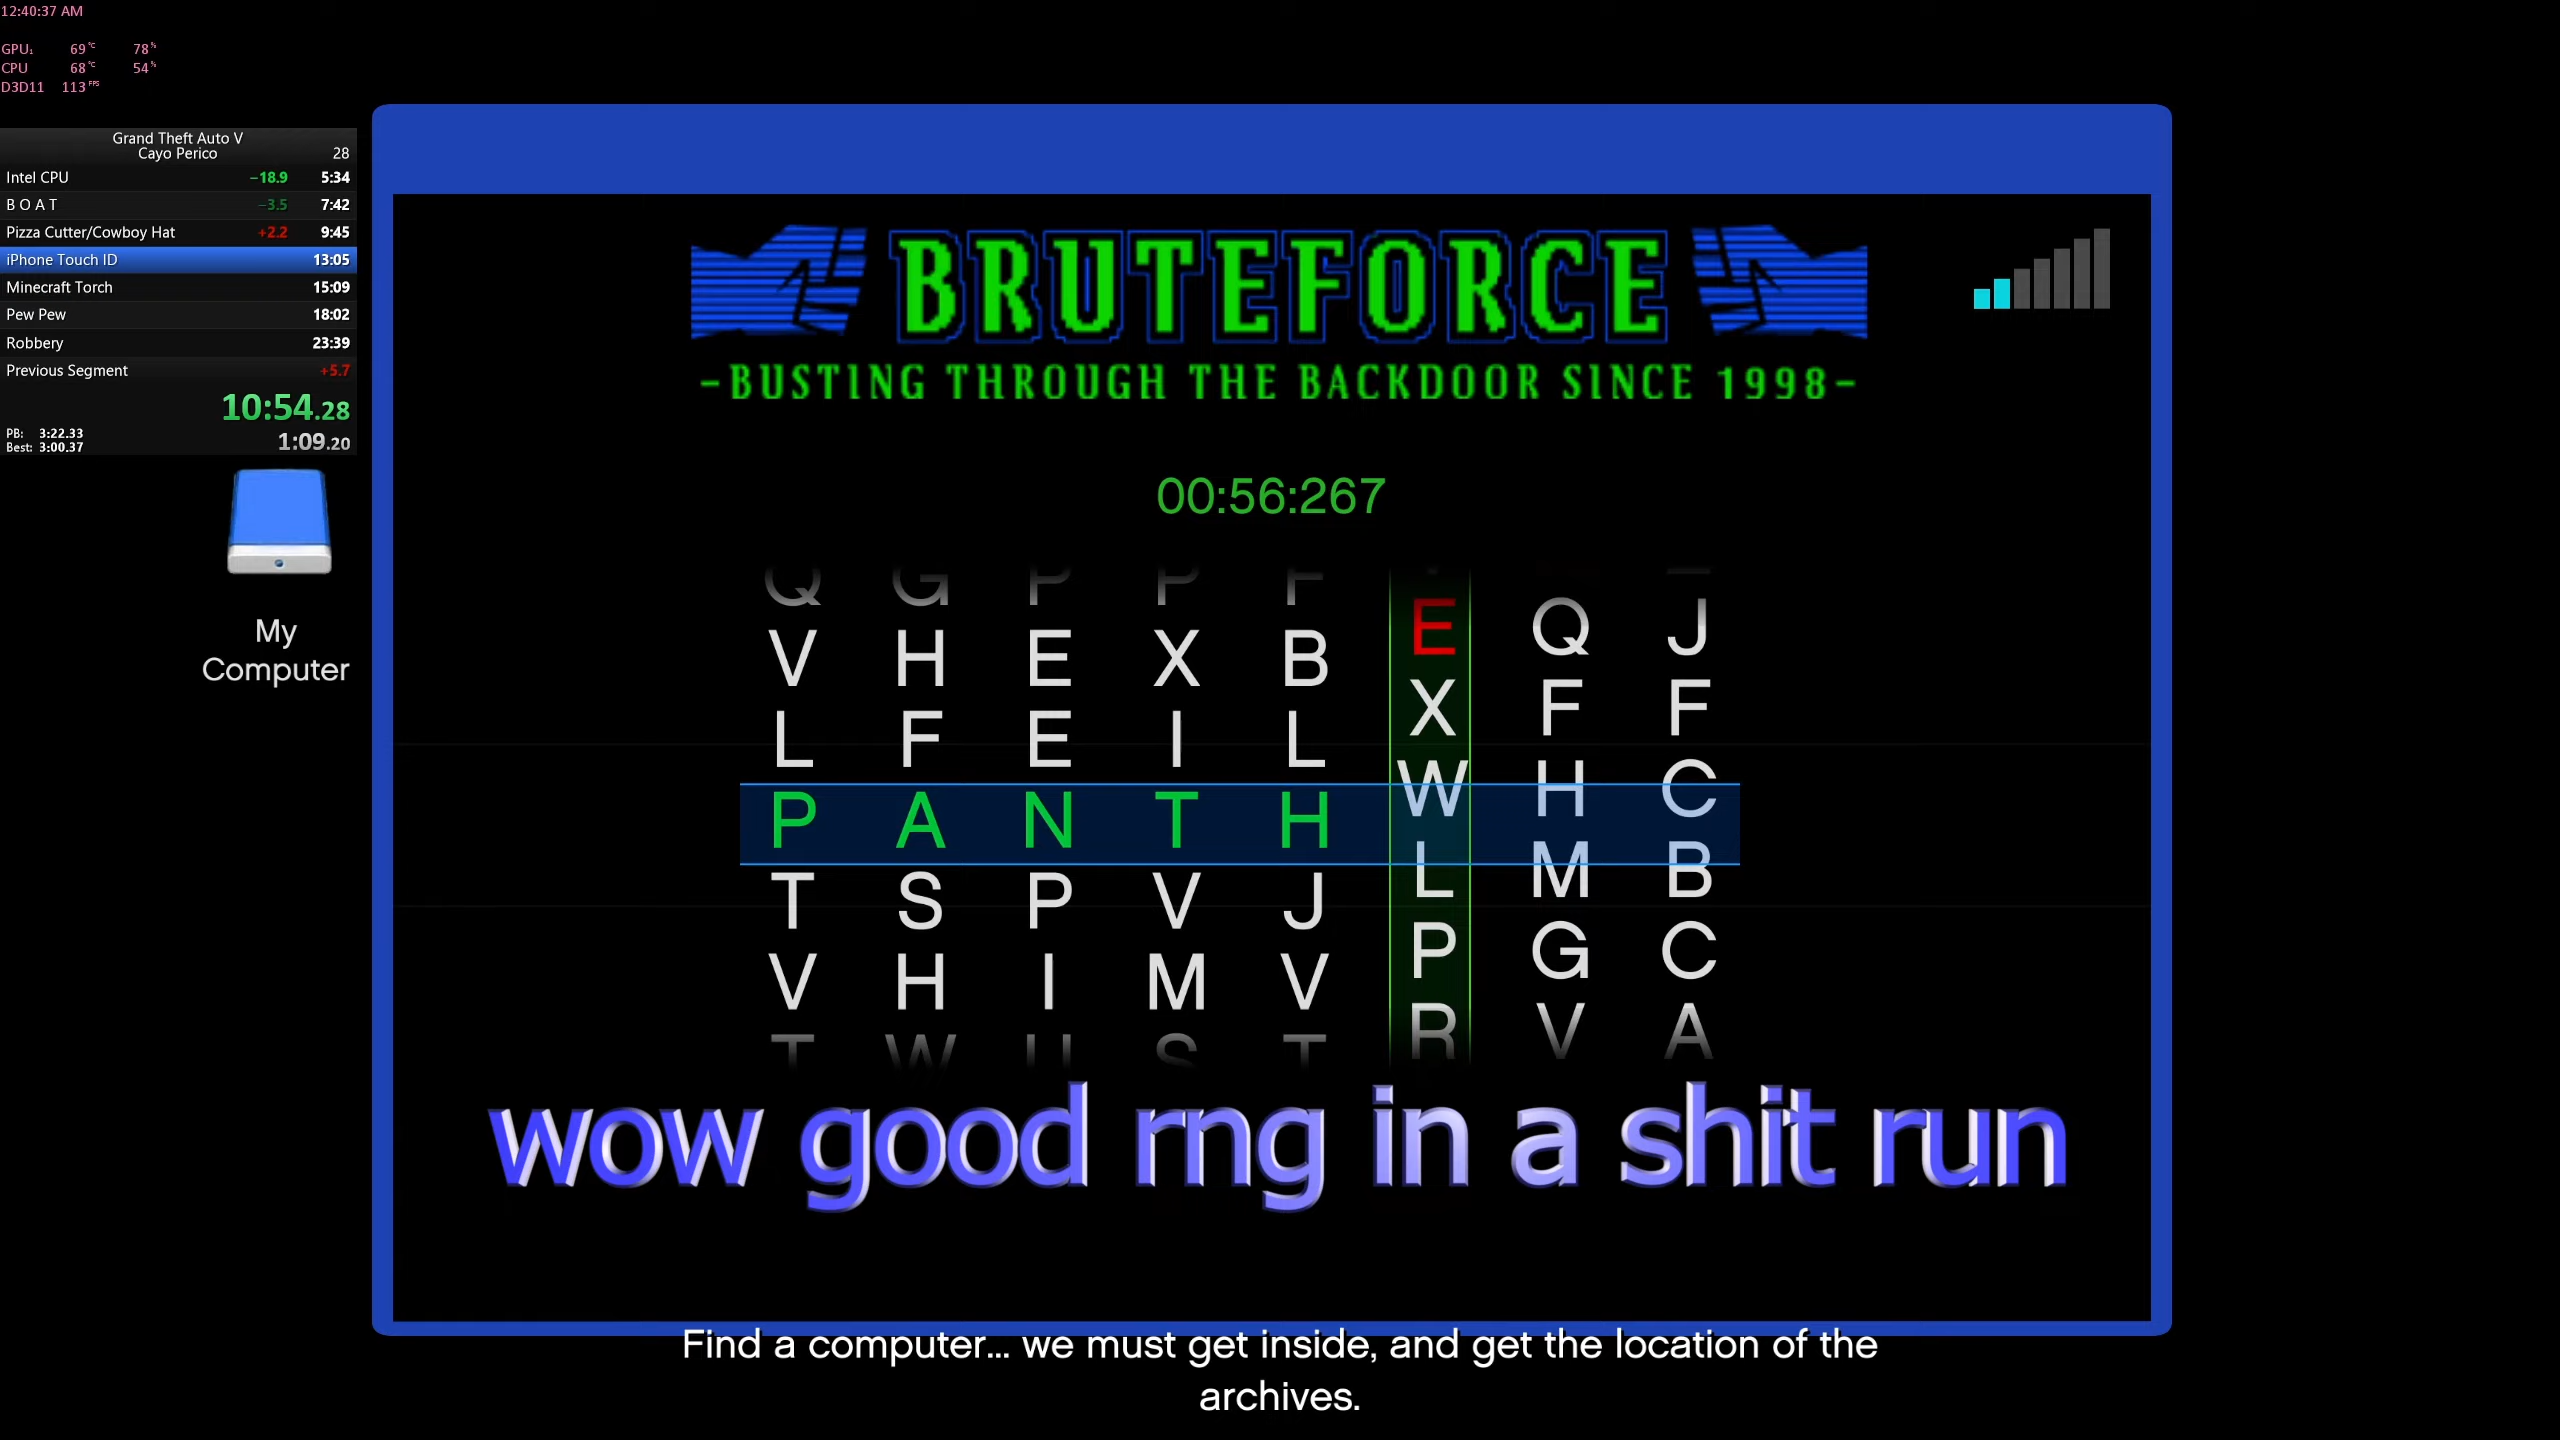 12:40:37 AM
GPU₁ 69 °C 78 %
CPU 68 °C 54 %
D3D11 113 FPS
Grand Theft Auto V
Cayo Perico 28
Intel CPU −18.9 5:34
B O A T −3.5 7:42
Pizza Cutter/Cowboy Hat +2.2 9:45
iPhone Touch ID 13:05
Minecraft Torch 15:09
Pew Pew 18:02
Robbery 23:39
Previous Segment +5.7
10:54.28
PB: 3:22.33
Best: 3:00.37
1:09.20
My
Computer
BRUTEFORCE
-BUSTING THROUGH THE BACKDOOR SINCE 1998-
00:56:267
Q G P P F
V H E X B E Q J
L F E I L X F F
P A N T H W H C
T S P V J L M B
V H I M V P G C
T W U S T R V A
wow good rng in a shit run
Find a computer... we must get inside, and get the location of the
archives.